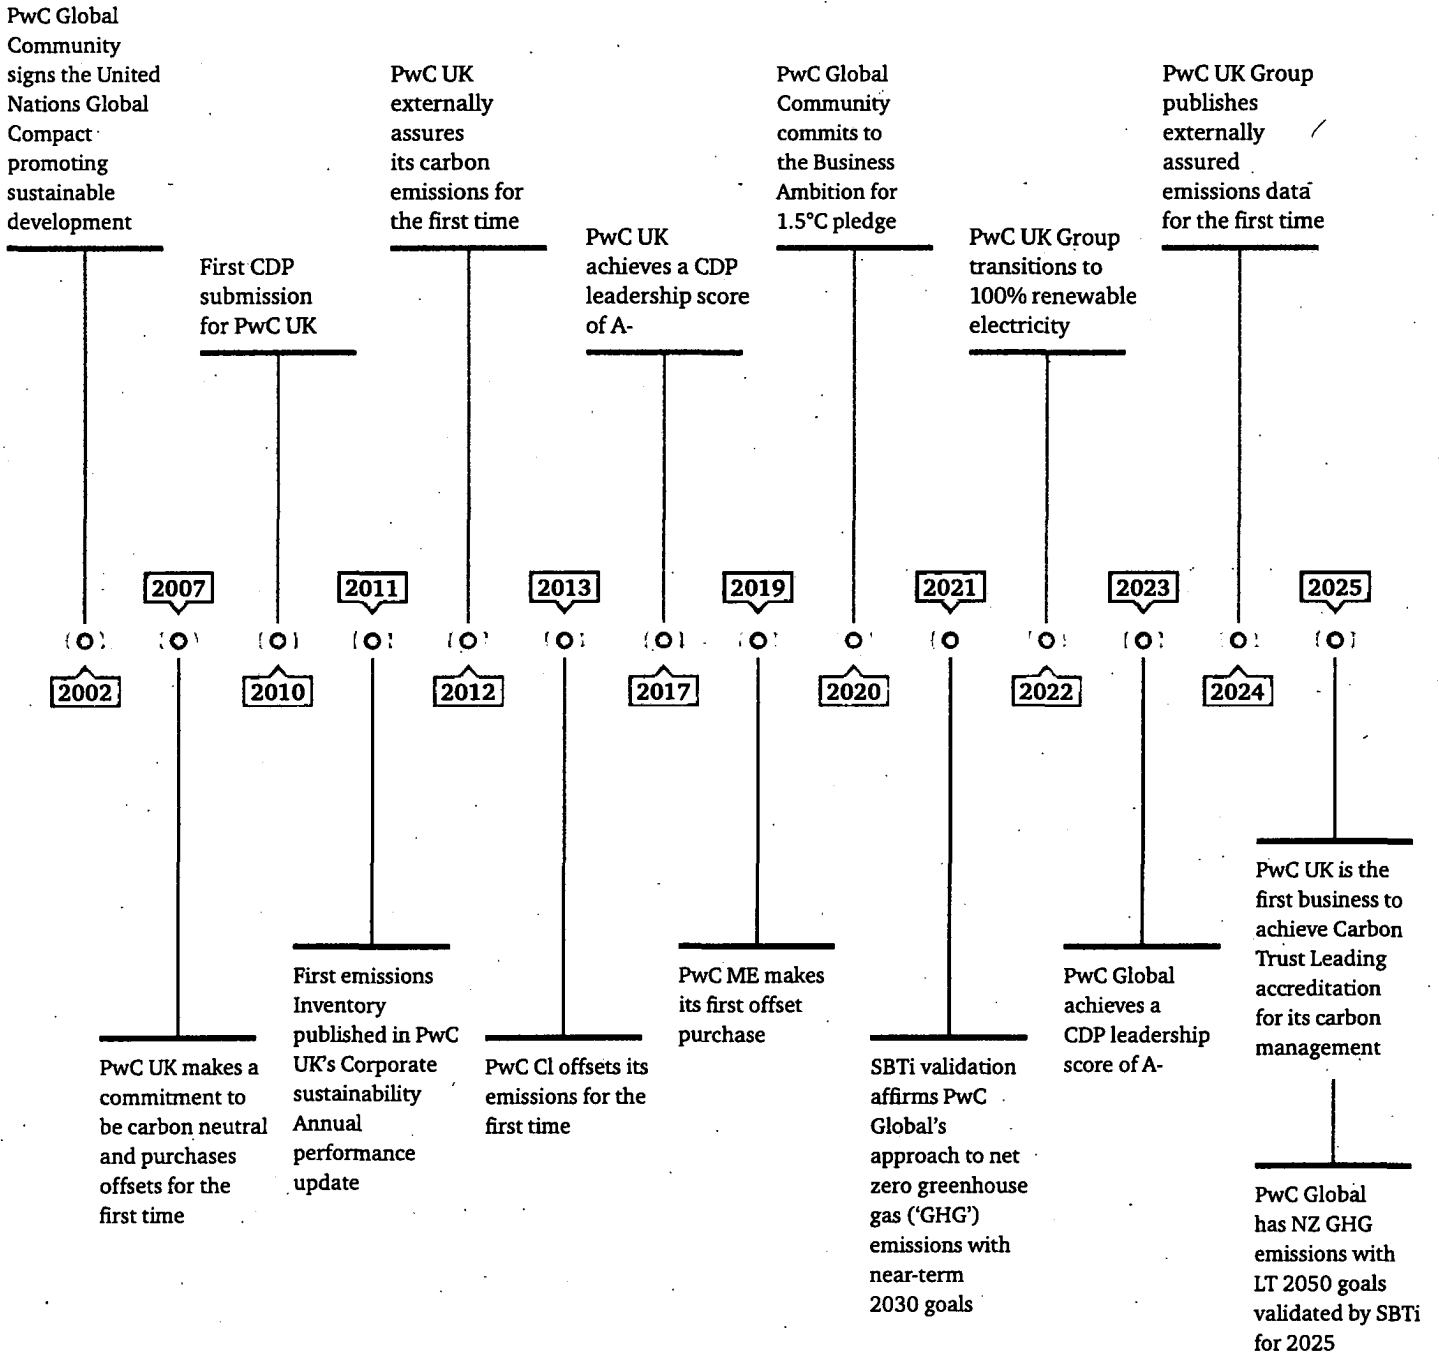 PwC Global
Community
signs the United
Nations Global
Compact
promoting
sustainable
development
2002
2007
PwC UK makes a
commitment to
be carbon neutral
and purchases
offsets for the
first time
First CDP
submission
for PwC UK
2010
2011
First emissions
Inventory
published in PwC
UK's Corporate
sustainability
Annual
performance
update
PwC UK
externally
assures
its carbon
emissions for
the first time
2012
2013
PwC Cl offsets its
emissions for the
first time
PwC UK
achieves a CDP
leadership score
of A-
2017
2019
PwC ME makes
its first offset
purchase
PwC Global
Community
commits to
the Business
Ambition for
1.5°C pledge
2020
2021
SBTi validation
affirms PwC
Global's
approach to net
zero greenhouse
gas ('GHG')
emissions with
near-term
2030 goals
PwC UK Group
transitions to
100% renewable
electricity
2022
2023
PwC Global
achieves a
CDP leadership
score of A-
PwC UK Group
publishes
externally
assured
emissions data
for the first time
2024
2025
PwC UK is the
first business to
achieve Carbon
Trust Leading
accreditation
for its carbon
management
PwC Global
has NZ GHG
emissions with
LT 2050 goals
validated by SBTi
for 2025